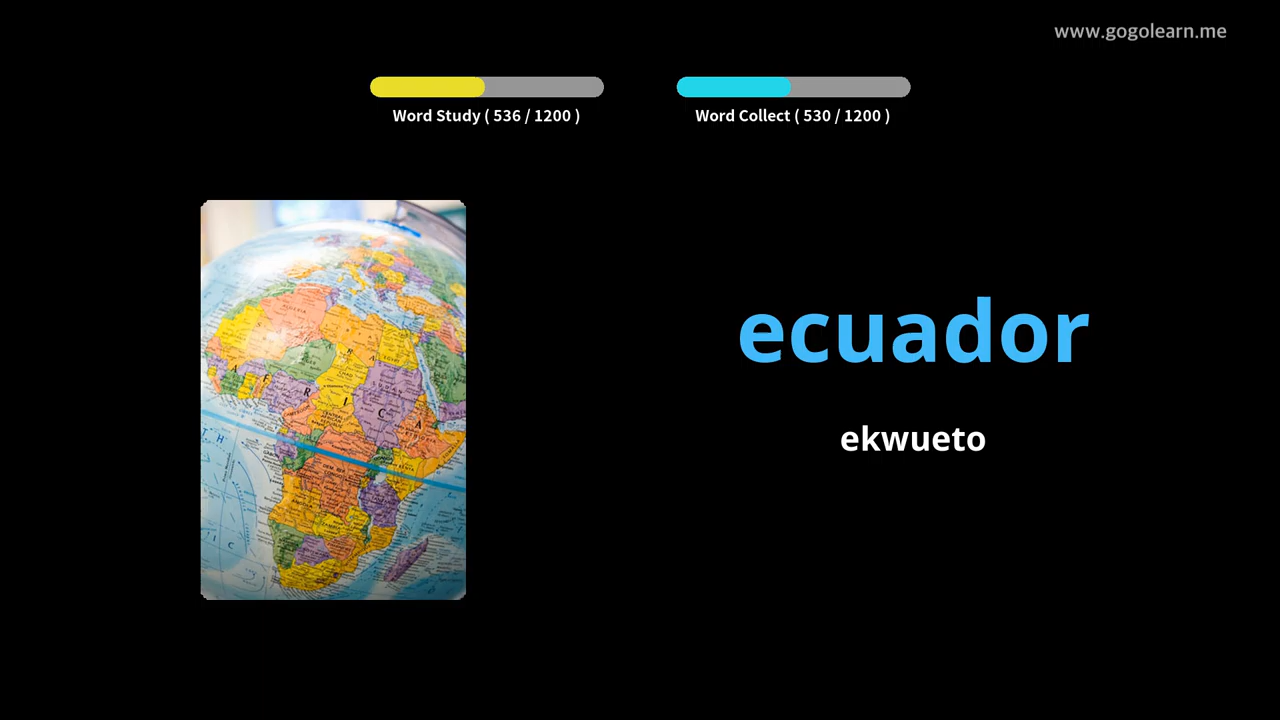 www.gogolearn.me
Word Study ( 536 / 1200 )
Word Collect ( 530 / 1200 )
ecuador
ekwueto
A F R I C A